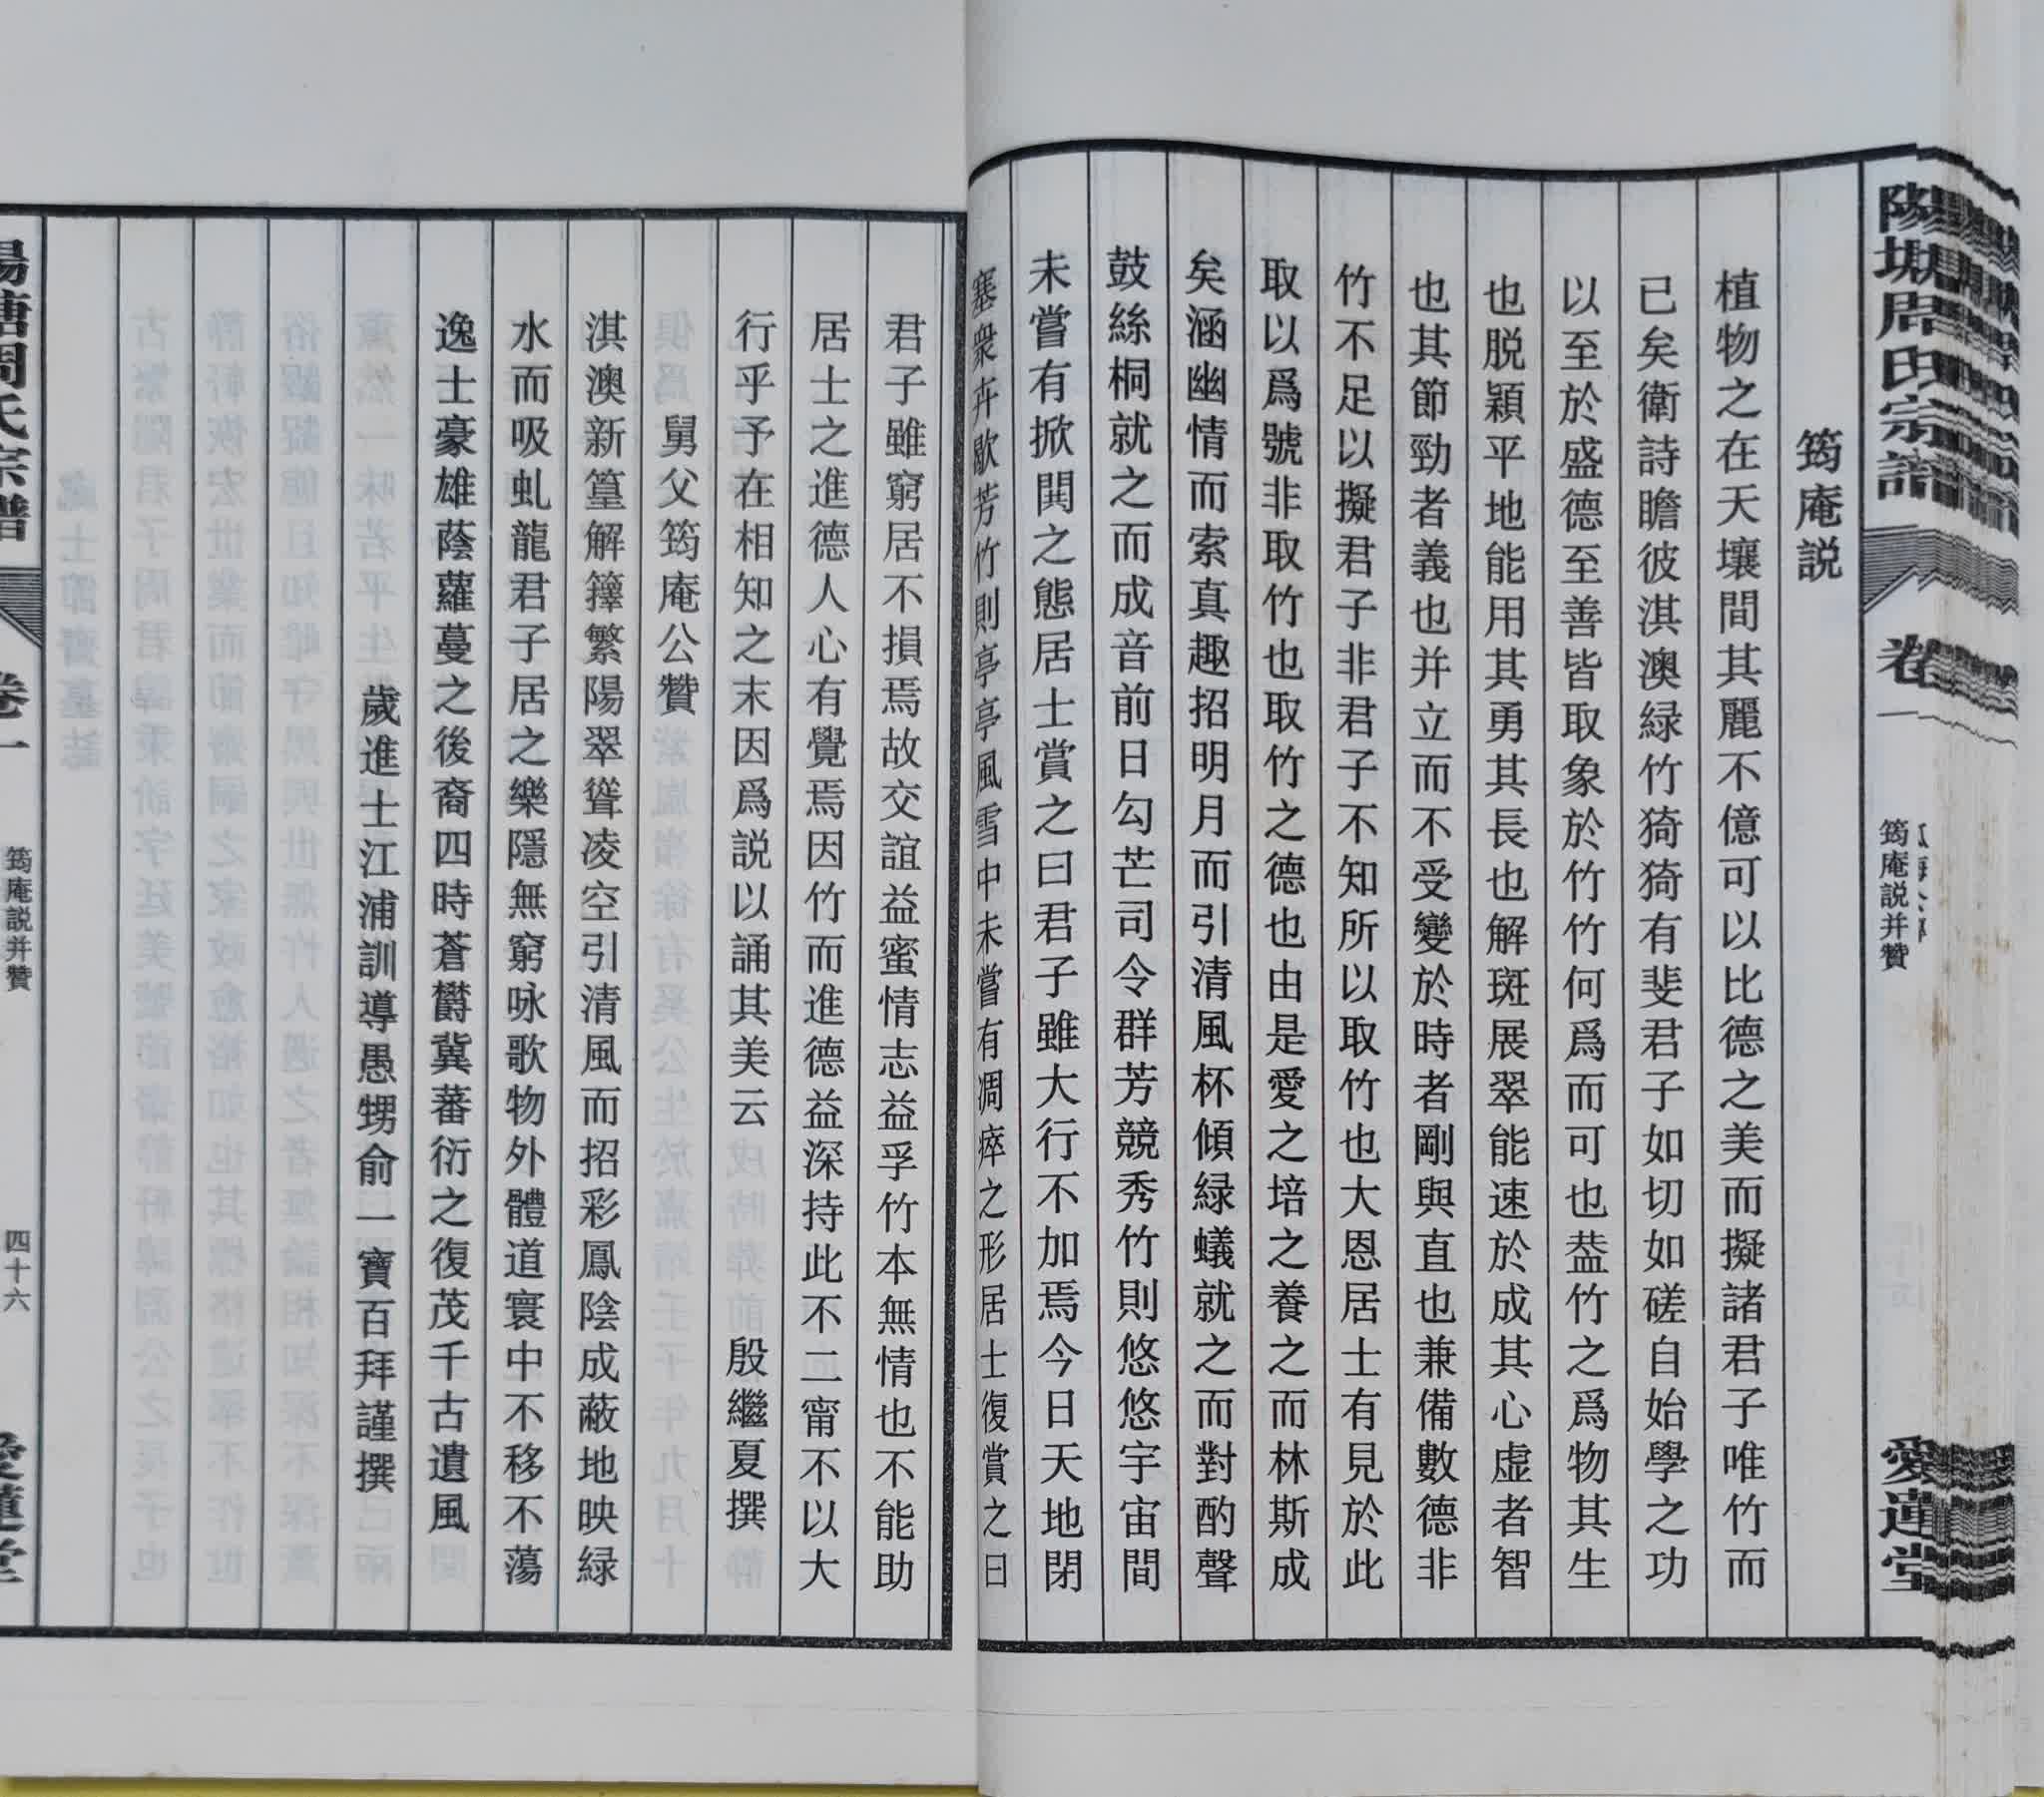 陽塘周氏宗譜
卷一
筠庵説并贊
愛蓮堂
筠庵説
植物之在天壤間其麗不億可以比德之美而擬諸君子唯竹而
已矣衛詩瞻彼淇澳緑竹猗猗有斐君子如切如磋自始學之功
以至於盛德至善皆取象於竹竹何爲而可也葢竹之爲物其生
也脱穎平地能用其勇其長也解斑展翠能速於成其心虚者智
也其節勁者義也并立而不受變於時者剛與直也兼備數德非
竹不足以擬君子非君子不知所以取竹也大恩居士有見於此
取以爲號非取竹也取竹之德也由是愛之培之養之而林斯成
矣涵幽情而索真趣招明月而引清風杯傾緑蟻就之而對酌聲
鼓絲桐就之而成音前日勾芒司令群芳競秀竹則悠悠宇宙間
未嘗有掀閧之態居士賞之曰君子雖大行不加焉今日天地閉
塞衆卉歇芳竹則亭亭風雪中未嘗有凋瘁之形居士復賞之曰
君子雖窮居不損焉故交誼益蜜情志益孚竹本無情也不能助
居士之進德人心有覺焉因竹而進德益深持此不二甯不以大
行乎予在相知之末因爲説以誦其美云 殷繼夏撰
舅父筠庵公贊
淇澳新篁解籜繁陽翠聳凌空引清風而招彩鳳陰成蔽地映緑
水而吸虬龍君子居之樂隱無窮咏歌物外體道寰中不移不蕩
逸士豪雄蔭蘿蔓之後裔四時蒼欝冀蕃衍之復茂千古遺風
歲進士江浦訓導愚甥俞一寶百拜謹撰
陽塘周氏宗譜
卷一
筠庵説并贊
四十六
愛蓮堂